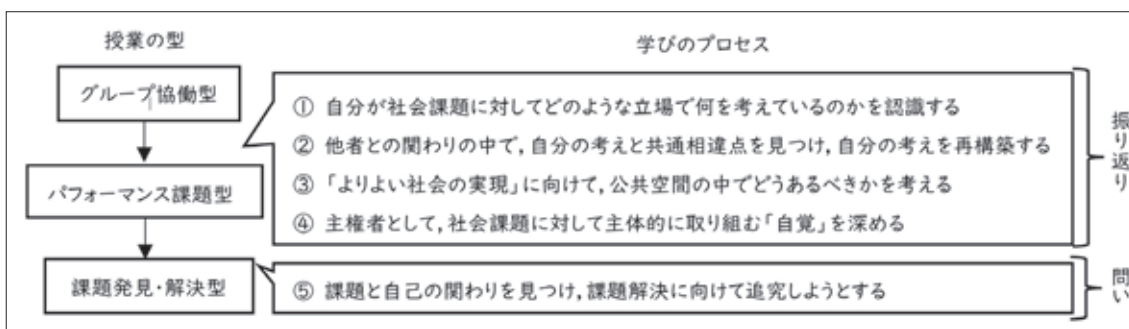 授業の型
学びのプロセス
グループ協働型
① 自分が社会課題に対してどのような立場で何を考えているのかを認識する
② 他者との関わりの中で,自分の考えと共通相違点を見つけ,自分の考えを再構築する
パフォーマンス課題型
③ 「よりよい社会の実現」に向けて,公共空間の中でどうあるべきかを考える
④ 主権者として,社会課題に対して主体的に取り組む「自覚」を深める
振り返り
課題発見・解決型
⑤ 課題と自己の関わりを見つけ,課題解決に向けて追究しようとする
問い